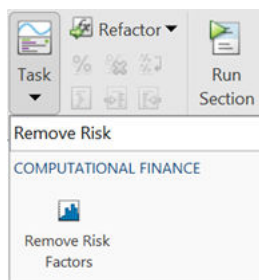 Refactor
Task
Run
Section
Remove Risk
COMPUTATIONAL FINANCE
Remove Risk
Factors